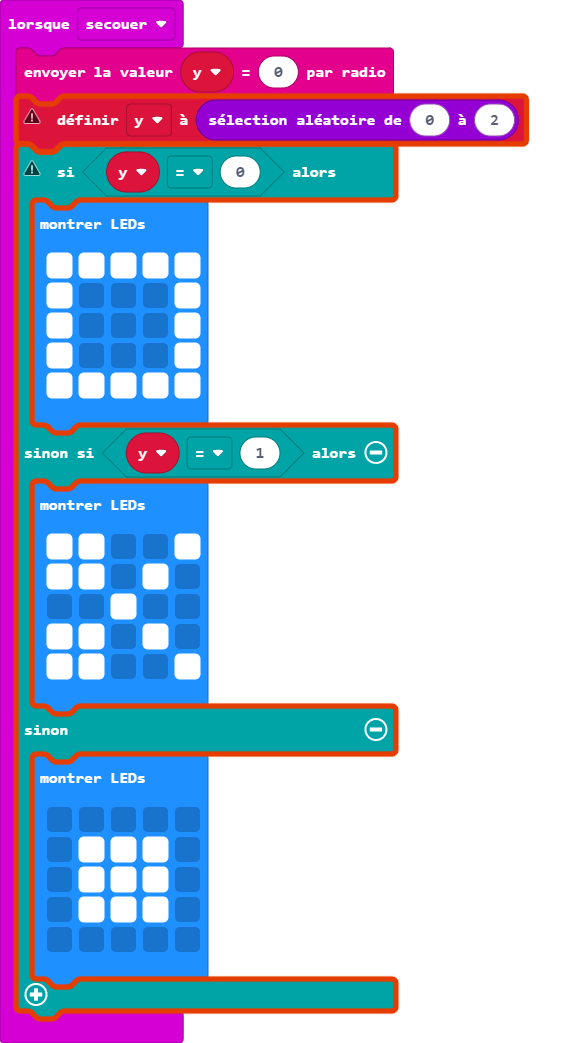 lorsque secouer
envoyer la valeur y = 0 par radio
définir y à sélection aléatoire de 0 à 2
si y = 0 alors
montrer LEDs
sinon si y = 1 alors
montrer LEDs
sinon
montrer LEDs